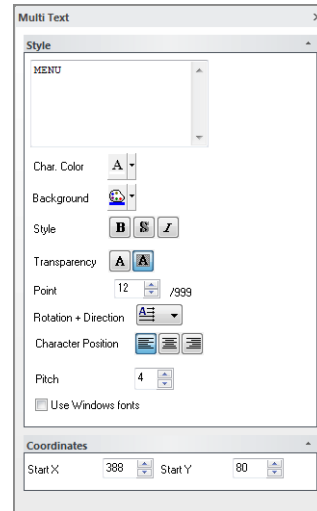 Multi Text
Style
MENU
Char. Color A
Background
Style B S I
Transparency A A
Point 12 /999
Rotation + Direction A
Character Position
Pitch 4
Use Windows fonts
Coordinates
Start X 388 Start Y 80